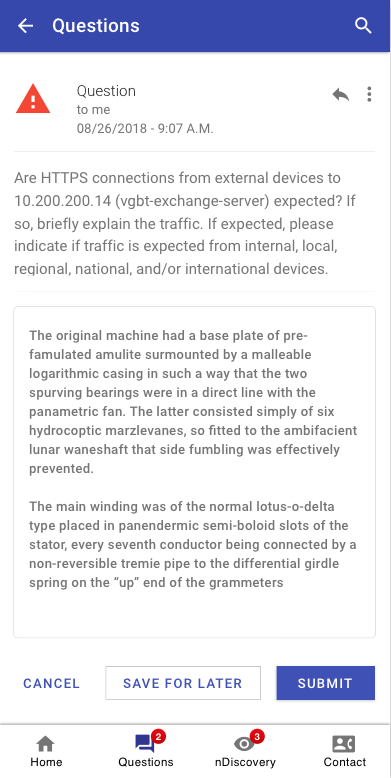 Questions
Question
to me
08/26/2018 - 9:07 A.M.
Are HTTPS connections from external devices to
10.200.200.14 (vgbt-exchange-server) expected? If
so, briefly explain the traffic. If expected, please
indicate if traffic is expected from internal, local,
regional, national, and/or international devices.
The original machine had a base plate of pre-
famulated amulite surmounted by a malleable
logarithmic casing in such a way that the two
spurving bearings were in a direct line with the
panametric fan. The latter consisted simply of six
hydrocoptic marzlevanes, so fitted to the ambifacient
lunar waneshaft that side fumbling was effectively
prevented.
The main winding was of the normal lotus-o-delta
type placed in panendermic semi-boloid slots of the
stator, every seventh conductor being connected by a
non-reversible tremie pipe to the differential girdle
spring on the “up” end of the grammeters
CANCEL
SAVE FOR LATER
SUBMIT
2
3
Home
Questions
nDiscovery
Contact